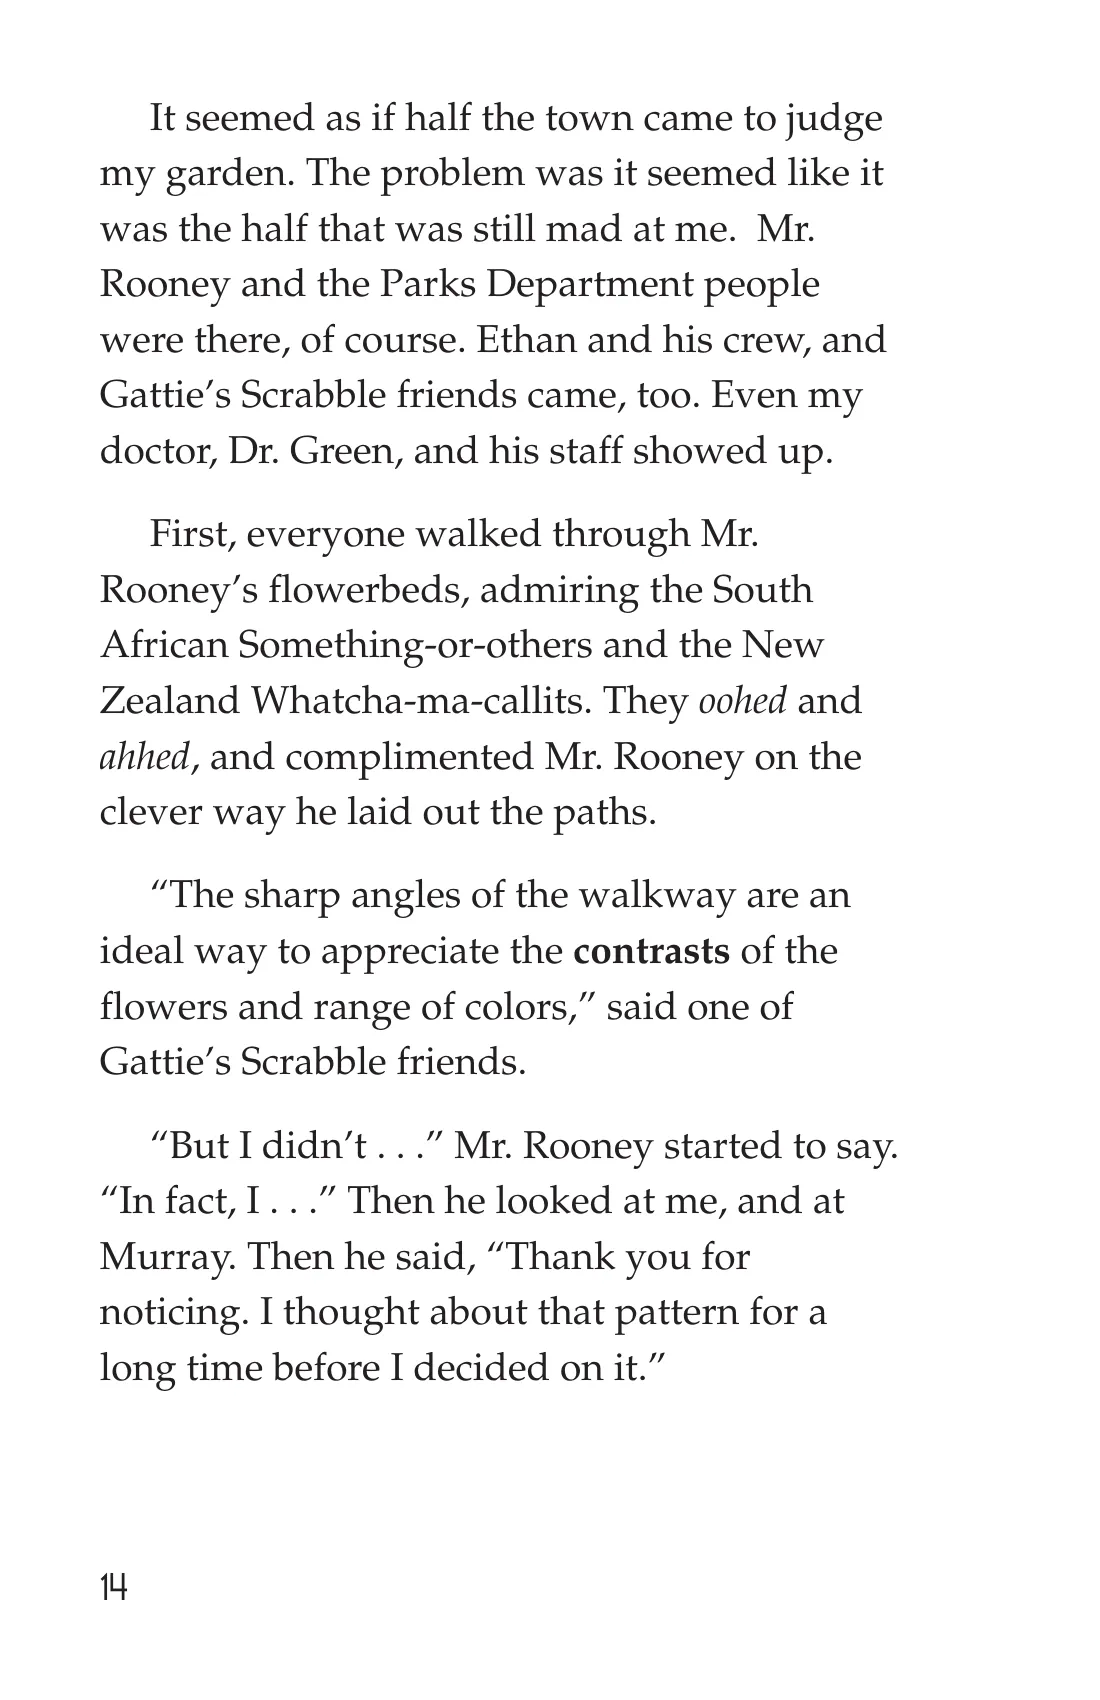 It seemed as if half the town came to judge
my garden. The problem was it seemed like it
was the half that was still mad at me.  Mr.
Rooney and the Parks Department people
were there, of course. Ethan and his crew, and
Gattie’s Scrabble friends came, too. Even my
doctor, Dr. Green, and his staff showed up.
First, everyone walked through Mr.
Rooney’s flowerbeds, admiring the South
African Something-or-others and the New
Zealand Whatcha-ma-callits. They oohed and
ahhed, and complimented Mr. Rooney on the
clever way he laid out the paths.
“The sharp angles of the walkway are an
ideal way to appreciate the contrasts of the
flowers and range of colors,” said one of
Gattie’s Scrabble friends.
“But I didn’t . . .” Mr. Rooney started to say.
“In fact, I . . .” Then he looked at me, and at
Murray. Then he said, “Thank you for
noticing. I thought about that pattern for a
long time before I decided on it.”
14